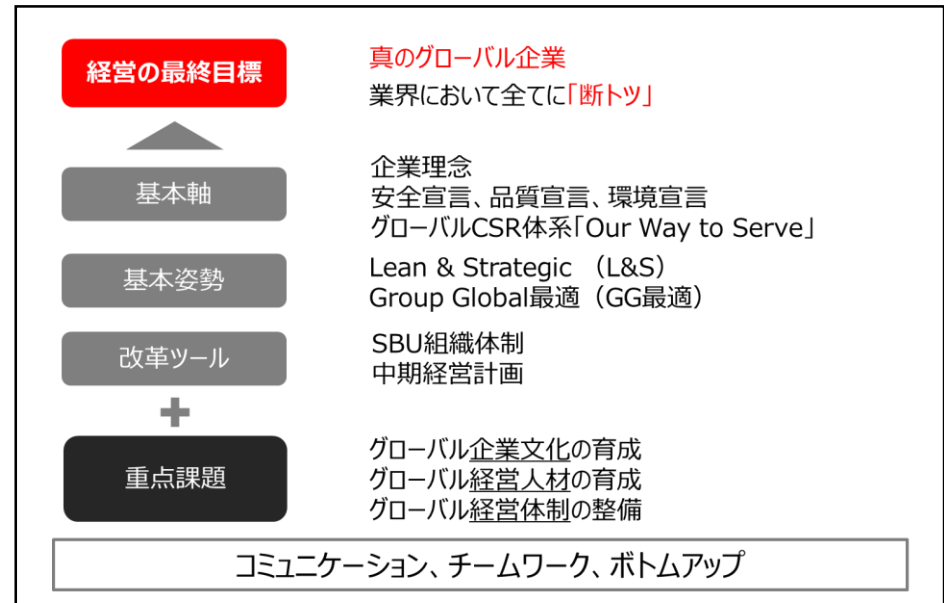 経営の最終目標
真のグローバル企業
業界において全てに「断トツ」
基本軸
企業理念
安全宣言、品質宣言、環境宣言
グローバルCSR体系「Our Way to Serve」
基本姿勢
Lean & Strategic （L&S）
Group Global最適（GG最適）
改革ツール
SBU組織体制
中期経営計画
重点課題
グローバル企業文化の育成
グローバル経営人材の育成
グローバル経営体制の整備
コミュニケーション、チームワーク、ボトムアップ